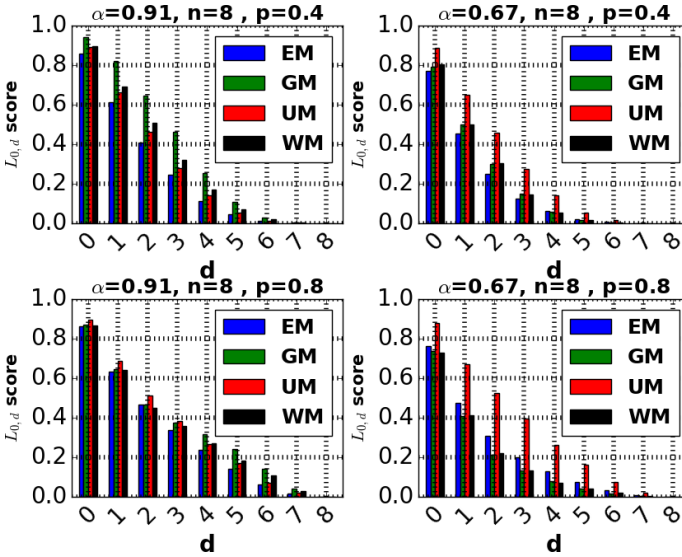 α=0.91, n=8 , p=0.4
L0,d score
1.0
0.8
0.6
0.4
0.2
0.0
EM
GM
UM
WM
0 1 2 3 4 5 6 7 8
d
α=0.67, n=8 , p=0.4
L0,d score
1.0
0.8
0.6
0.4
0.2
0.0
EM
GM
UM
WM
0 1 2 3 4 5 6 7 8
d
α=0.91, n=8 , p=0.8
L0,d score
1.0
0.8
0.6
0.4
0.2
0.0
EM
GM
UM
WM
0 1 2 3 4 5 6 7 8
d
α=0.67, n=8 , p=0.8
L0,d score
1.0
0.8
0.6
0.4
0.2
0.0
EM
GM
UM
WM
0 1 2 3 4 5 6 7 8
d